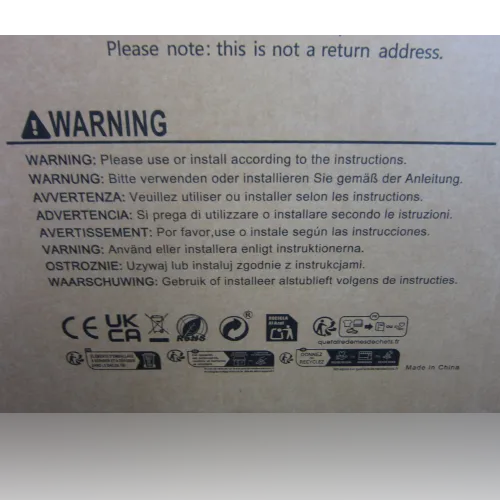 Please note: this is not a return address.
WARNING
WARNING: Please use or install according to the instructions.
WARNUNG: Bitte verwenden oder installieren Sie gemäß der Anleitung.
AVVERTENZA: Veuillez utiliser ou installer selon les instructions.
ADVERTENCIA: Si prega di utilizzare o installare secondo le istruzioni.
AVERTISSEMENT: Por favor,use o instale según las instrucciones.
VARNING: Använd eller installera enligt instruktionerna.
OSTROZNIE: Uzywaj lub instaluj zgodnie z instrukcjami.
WAARSCHUWING: Gebruik of installeer alstublieft volgens de instructies.
CE UK CA RoHS ®
quefairedemesdechets.fr
Made in China